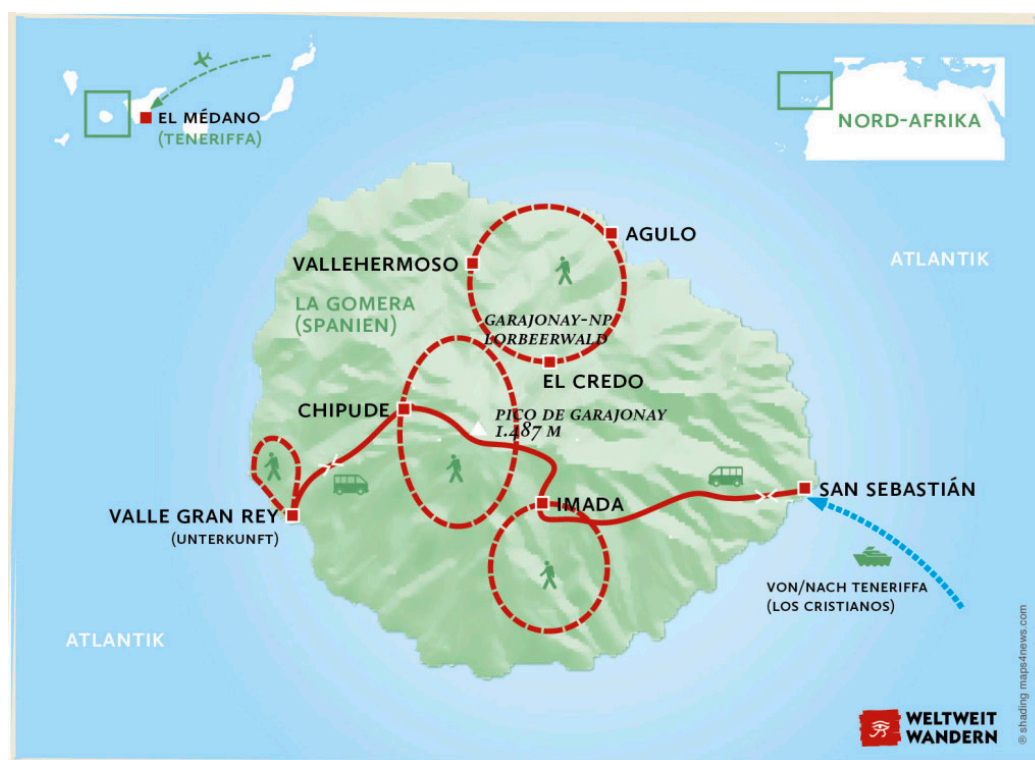 EL MÉDANO
(TENERIFFA)
NORD-AFRIKA
AGULO
VALLEHERMOSO
ATLANTIK
LA GOMERA
(SPANIEN)
GARAJONAY-NP
LORBEERWALD
EL CREDO
CHIPUDE
PICO DE GARAJONAY
1.487 M
SAN SEBASTIÁN
IMADA
VALLE GRAN REY
(UNTERKUNFT)
VON/NACH TENERIFFA
(LOS CRISTIANOS)
ATLANTIK
WELTWEIT
WANDERN
® shading maps4news.com